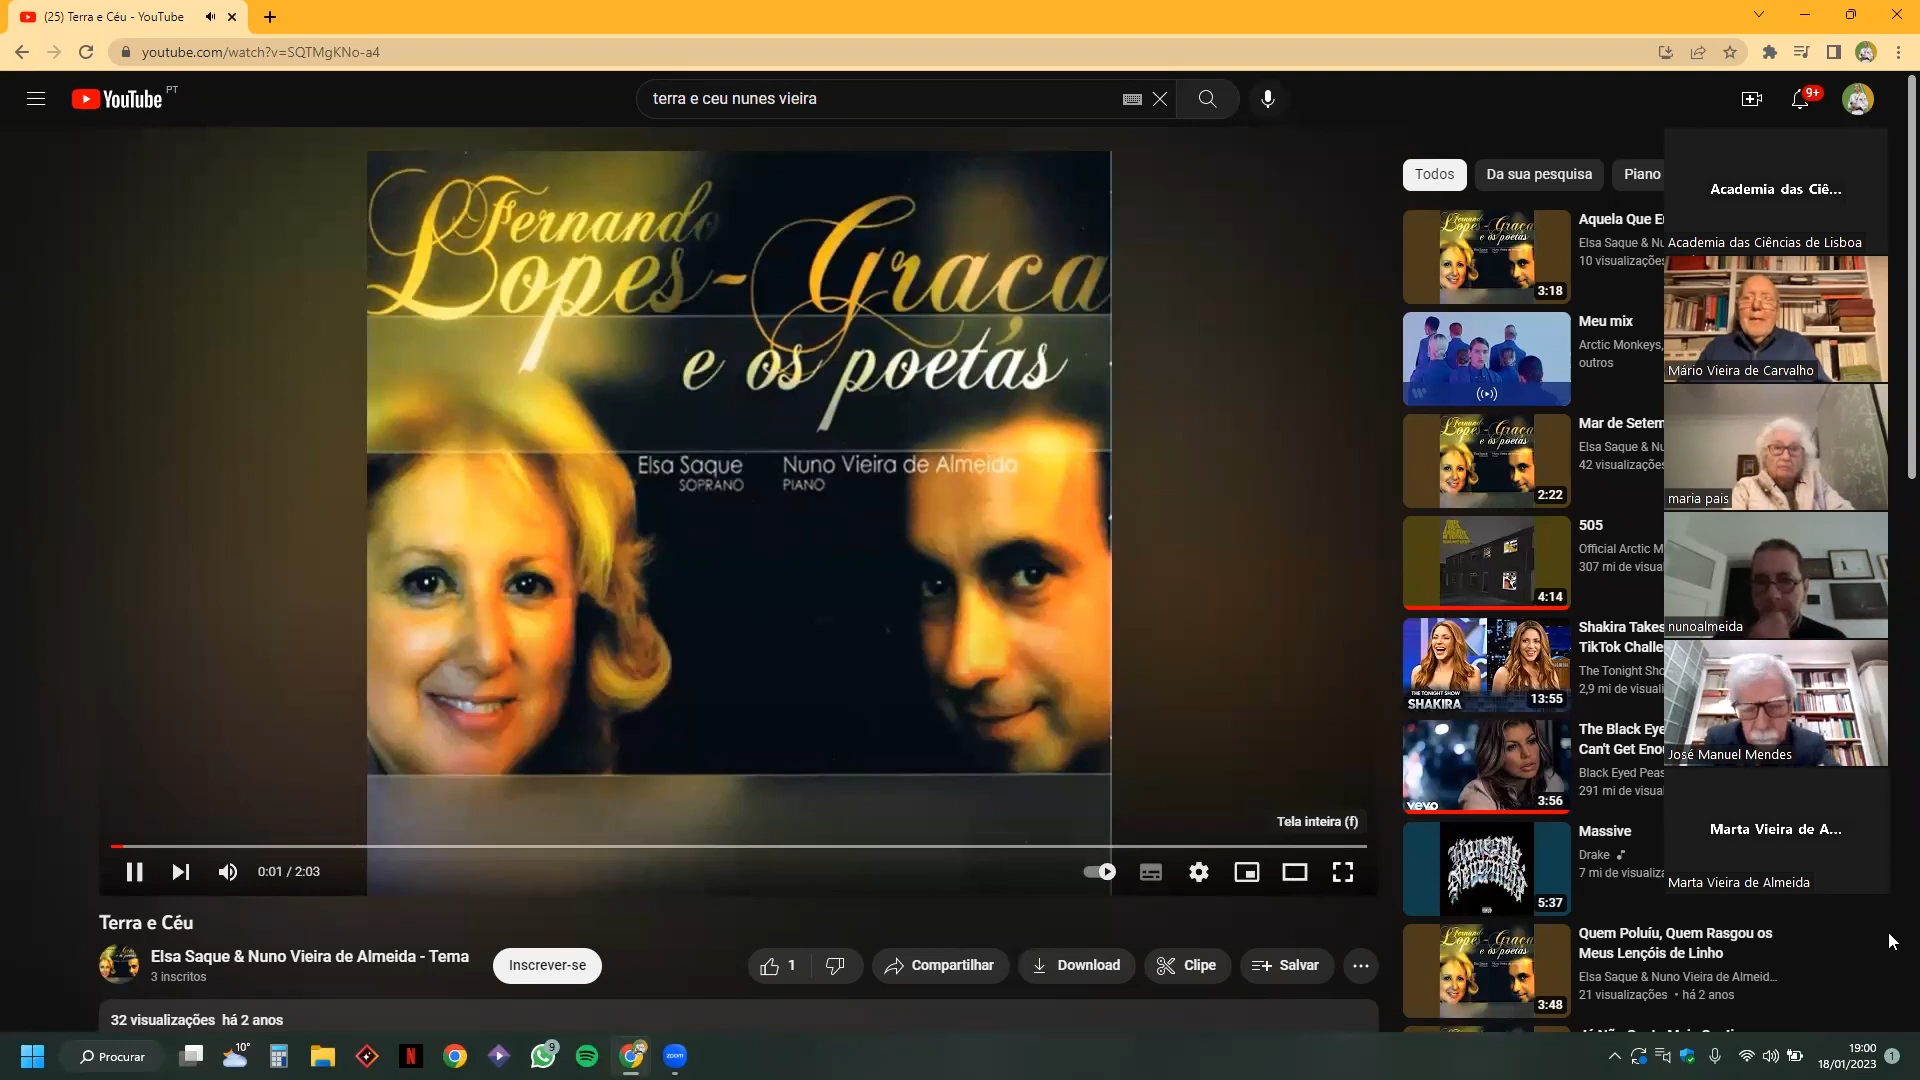 (25) Terra e Céu - YouTube
youtube.com/watch?v=SQTMgKNo-a4
YouTube PT
terra e ceu nunes vieira
9+
Fernando
Lopes-Graça
e os poetas
Elsa Saque
SOPRANO
Nuno Vieira de Almeida
PIANO
Tela inteira (f)
0:01 / 2:03
Terra e Céu
Elsa Saque & Nuno Vieira de Almeida - Tema
3 inscritos
Inscrever-se
1
Compartilhar
Download
Clipe
Salvar
32 visualizações há 2 anos
Todos
Da sua pesquisa
Piano
3:18
Aquela Que E
Elsa Saque & Nu
10 visualizações
Meu mix
Arctic Monkeys,
outros
2:22
Mar de Setem
Elsa Saque & Nu
42 visualizações
4:14
505
Official Arctic M
307 mi de visua
THE TONIGHT SHOW
SHAKIRA
13:55
Shakira Takes
TikTok Challe
The Tonight Sho
2,9 mi de visuali
vevo
3:56
The Black Eye
Can't Get Enou
Black Eyed Peas
291 mi de visua
5:37
Massive
Drake
7 mi de visualiza
3:48
Quem Poluíu, Quem Rasgou os
Meus Lençóis de Linho
Elsa Saque & Nuno Vieira de Almeid...
21 visualizações • há 2 anos
Academia das Ciê...
Academia das Ciências de Lisboa
Mário Vieira de Carvalho
maria pais
nunoalmeida
José Manuel Mendes
Marta Vieira de A...
Marta Vieira de Almeida
Procurar
10°
N
9
zoom
19:00
18/01/2023
1